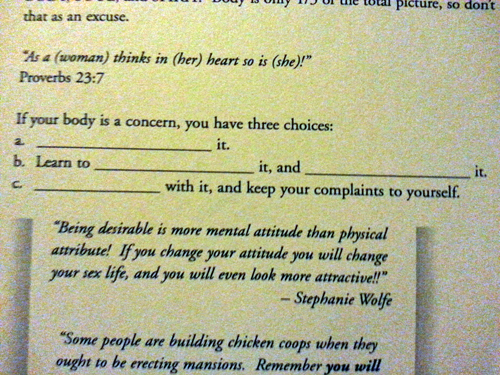 Body is only 1/3 of the total picture, so don't
that as an excuse.
"As a (woman) thinks in (her) heart so is (she)!"
Proverbs 23:7
If your body is a concern, you have three choices:
a. ____________________ it.
b. Learn to ____________________ it, and ____________________ it.
c. _______________ with it, and keep your complaints to yourself.
"Being desirable is more mental attitude than physical
attribute! If you change your attitude you will change
your sex life, and you will even look more attractive!!"
– Stephanie Wolfe
"Some people are building chicken coops when they
ought to be erecting mansions. Remember you will